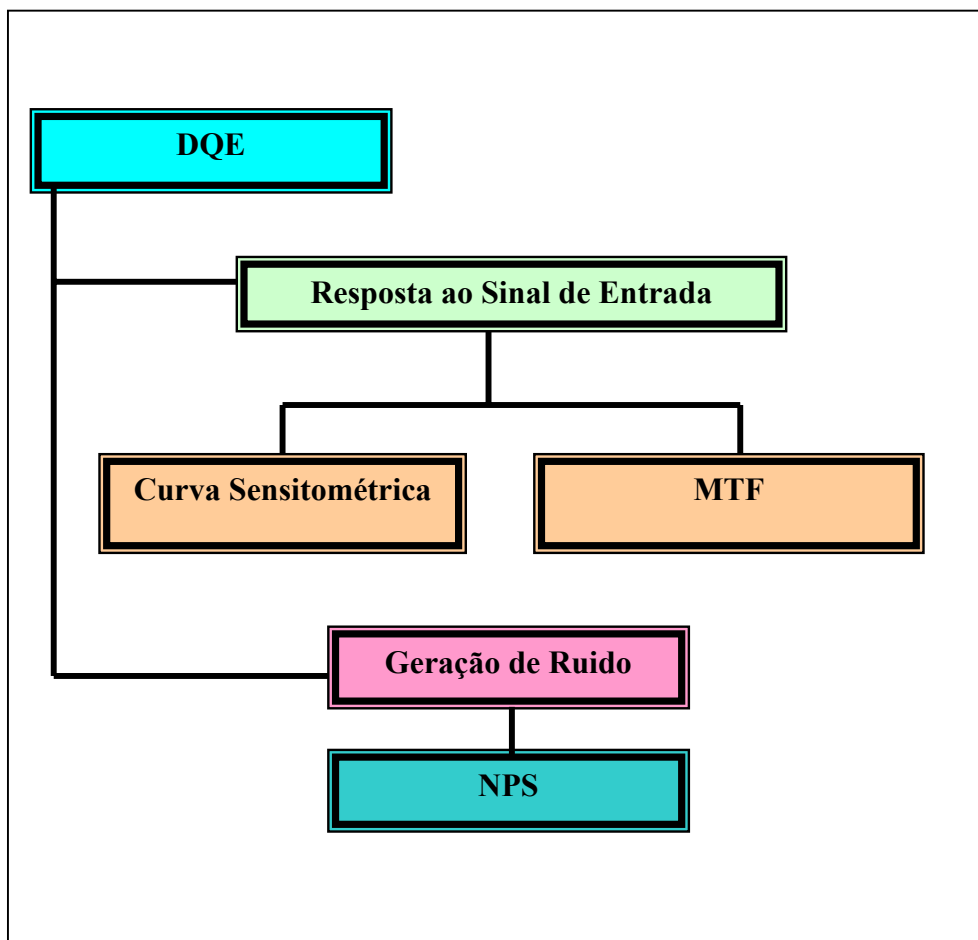 DQE
Resposta ao Sinal de Entrada
Curva Sensitométrica
MTF
Geração de Ruido
NPS